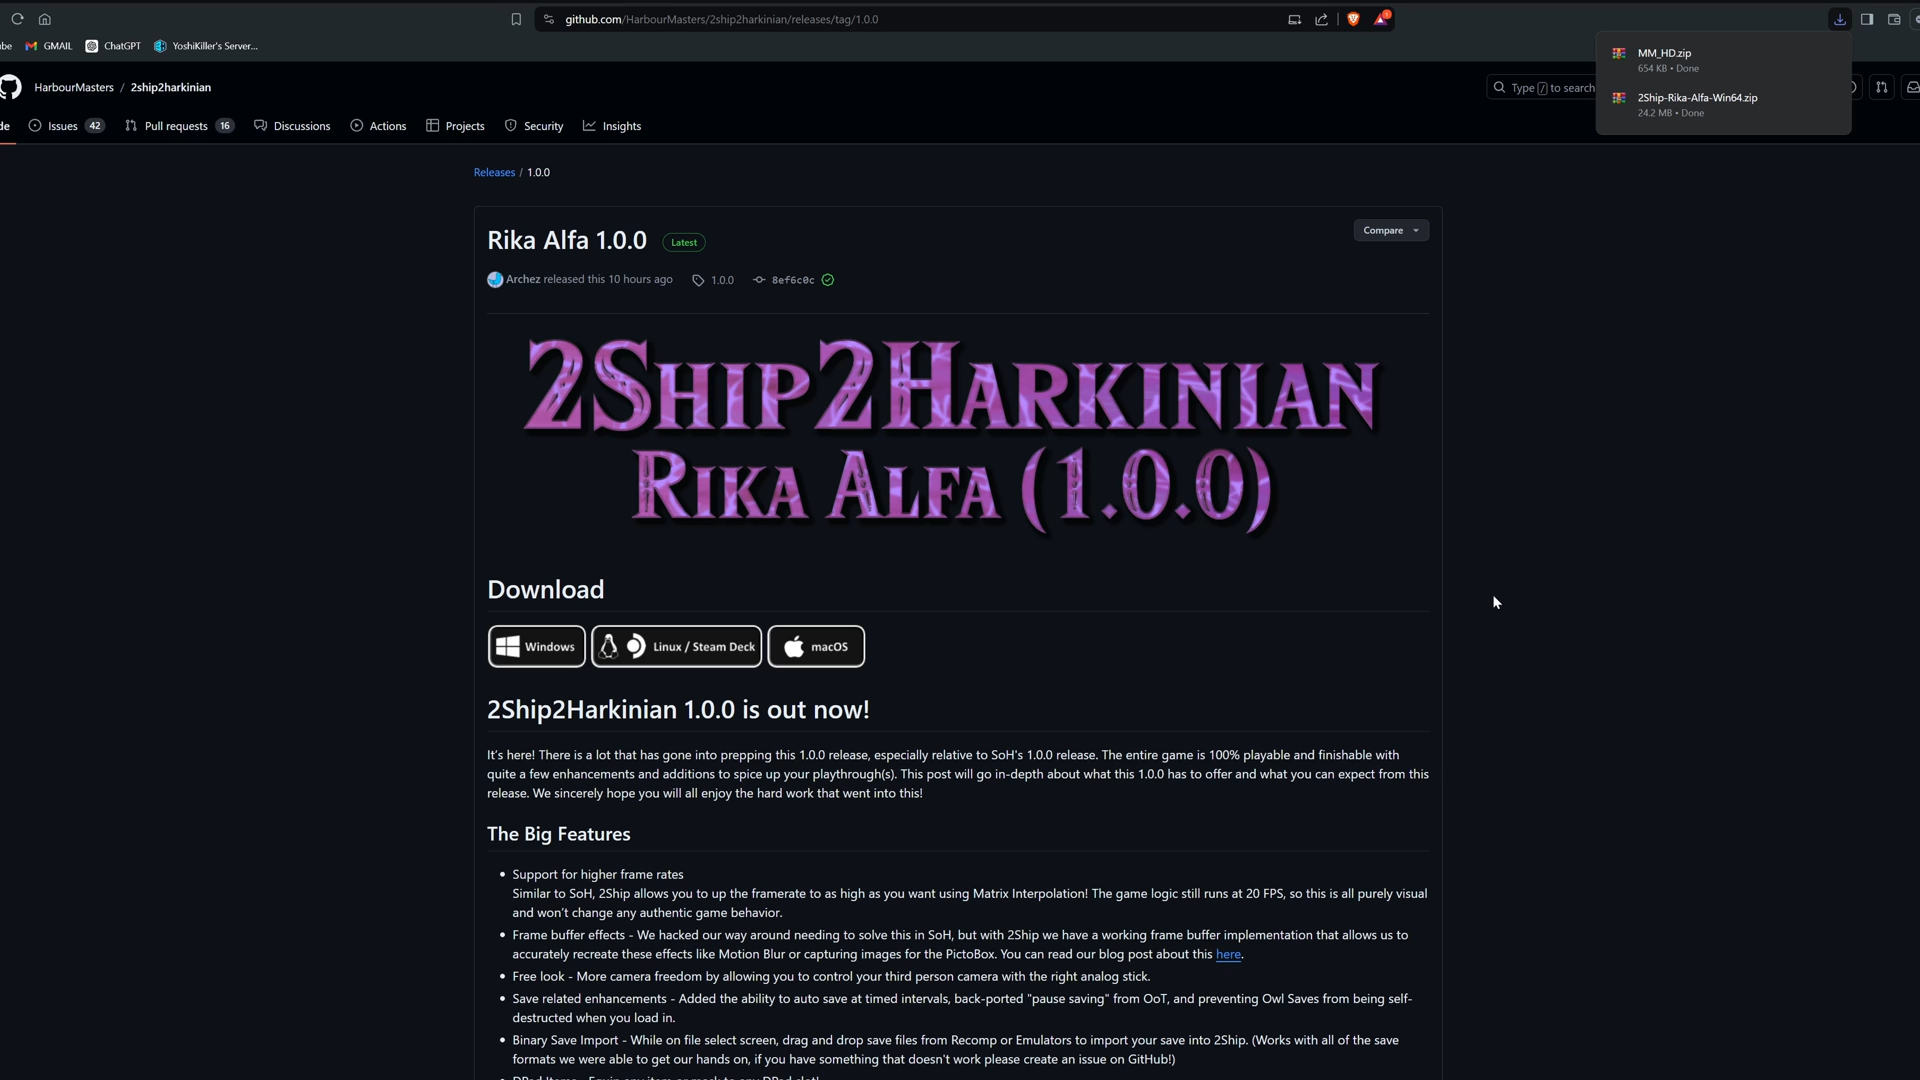 github.com/HarbourMasters/2ship2harkinian/releases/tag/1.0.0
be GMAIL ChatGPT YoshiKiller's Server...
MM_HD.zip
654 KB • Done
2Ship-Rika-Alfa-Win64.zip
24.2 MB • Done
HarbourMasters / 2ship2harkinian
Type / to search
de Issues 42 Pull requests 16 Discussions Actions Projects Security Insights
Releases / 1.0.0
Rika Alfa 1.0.0 Latest
Compare
Archez released this 10 hours ago 1.0.0 8ef6c0c
2Ship2Harkinian
Rika Alfa (1.0.0)
Download
Windows Linux / Steam Deck macOS
2Ship2Harkinian 1.0.0 is out now!
It's here! There is a lot that has gone into prepping this 1.0.0 release, especially relative to SoH's 1.0.0 release. The entire game is 100% playable and finishable with
quite a few enhancements and additions to spice up your playthrough(s). This post will go in-depth about what this 1.0.0 has to offer and what you can expect from this
release. We sincerely hope you will all enjoy the hard work that went into this!
The Big Features
• Support for higher frame rates
Similar to SoH, 2Ship allows you to up the framerate to as high as you want using Matrix Interpolation! The game logic still runs at 20 FPS, so this is all purely visual
and won't change any authentic game behavior.
• Frame buffer effects - We hacked our way around needing to solve this in SoH, but with 2Ship we have a working frame buffer implementation that allows us to
accurately recreate these effects like Motion Blur or capturing images for the PictoBox. You can read our blog post about this here.
• Free look - More camera freedom by allowing you to control your third person camera with the right analog stick.
• Save related enhancements - Added the ability to auto save at timed intervals, back-ported "pause saving" from OoT, and preventing Owl Saves from being self-
destructed when you load in.
• Binary Save Import - While on file select screen, drag and drop save files from Recomp or Emulators to import your save into 2Ship. (Works with all of the save
formats we were able to get our hands on, if you have something that doesn't work please create an issue on GitHub!)
• DPad Items - Equip any item or mask to any DPad slot!